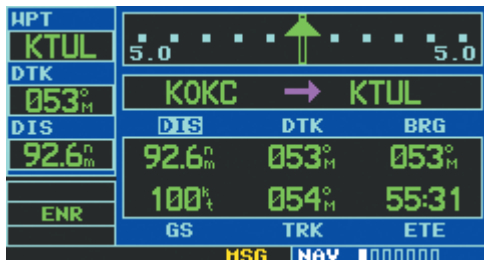 WPT
KTUL
DTK
053°M
DIS
92.6nm
ENR
5.0 5.0
KOKC → KTUL
DIS DTK BRG
92.6nm 053°M 053°M
100kt 054°M 55:31
GS TRK ETE
MSG NAV